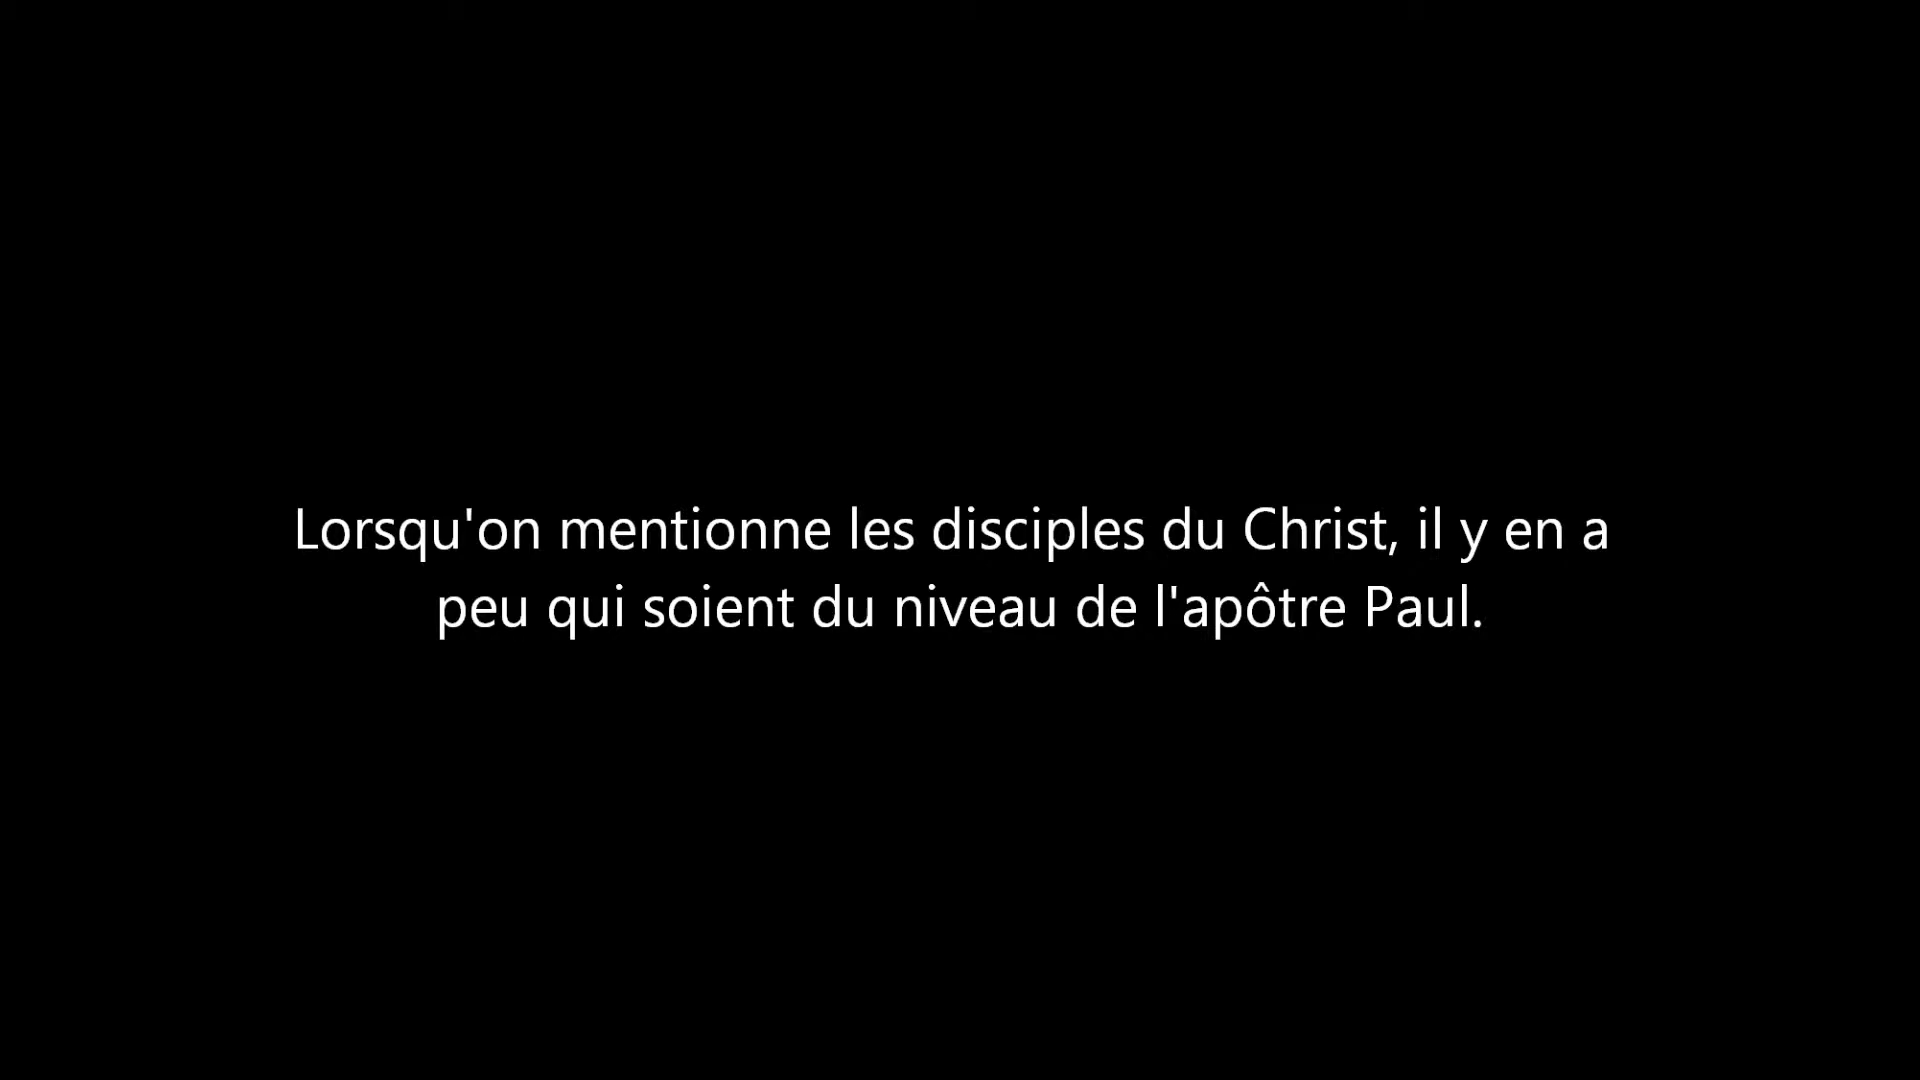 Lorsqu'on mentionne les disciples du Christ, il y en a
peu qui soient du niveau de l'apôtre Paul.